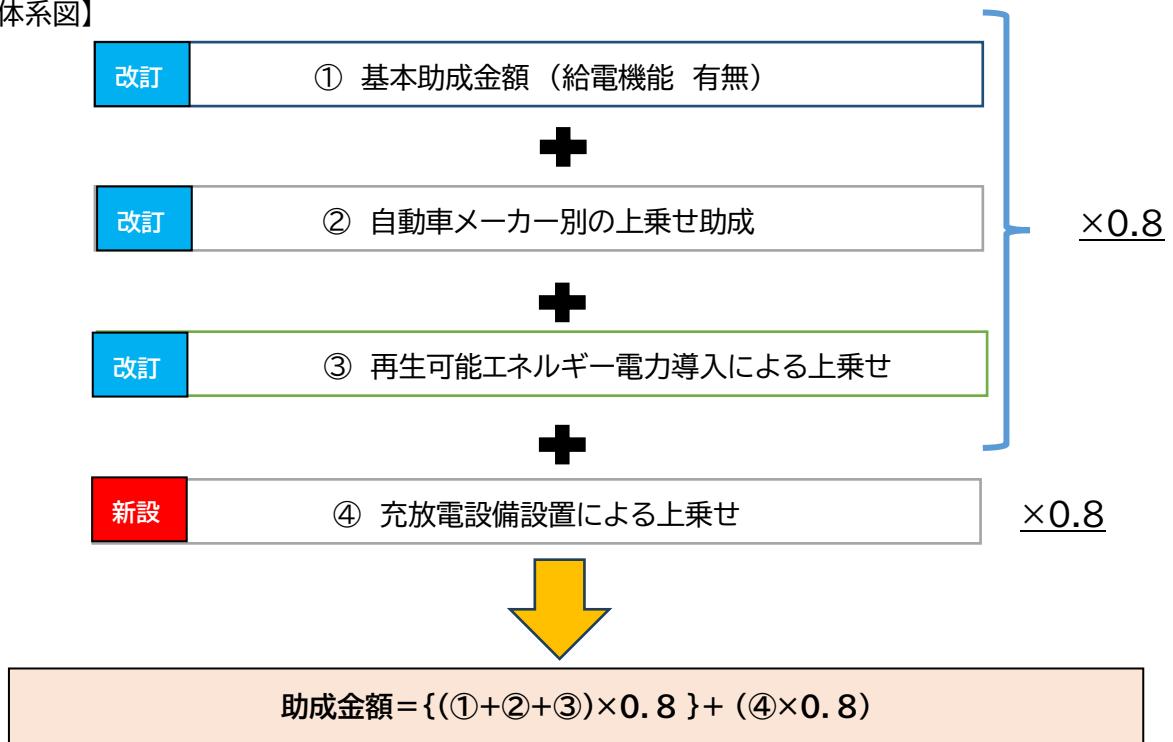 体系図】
改訂 ① 基本助成金額（給電機能 有無）
改訂 ② 自動車メーカー別の上乗せ助成
×0.8
改訂 ③ 再生可能エネルギー電力導入による上乗せ
新設 ④ 充放電設備設置による上乗せ
×0.8
助成金額＝{(①+②+③)×0.8 }+ (④×0.8)